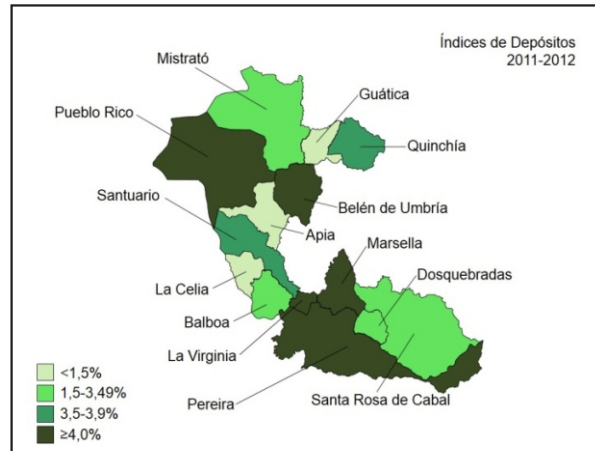 Índices de Depósitos
2011-2012
Mistrató
Guática
Pueblo Rico
Quinchía
Santuario
Belén de Umbría
Apia
Marsella
Dosquebradas
La Celia
Balboa
La Virginia
Pereira
Santa Rosa de Cabal
<1,5%
1,5-3,49%
3,5-3,9%
≥4,0%